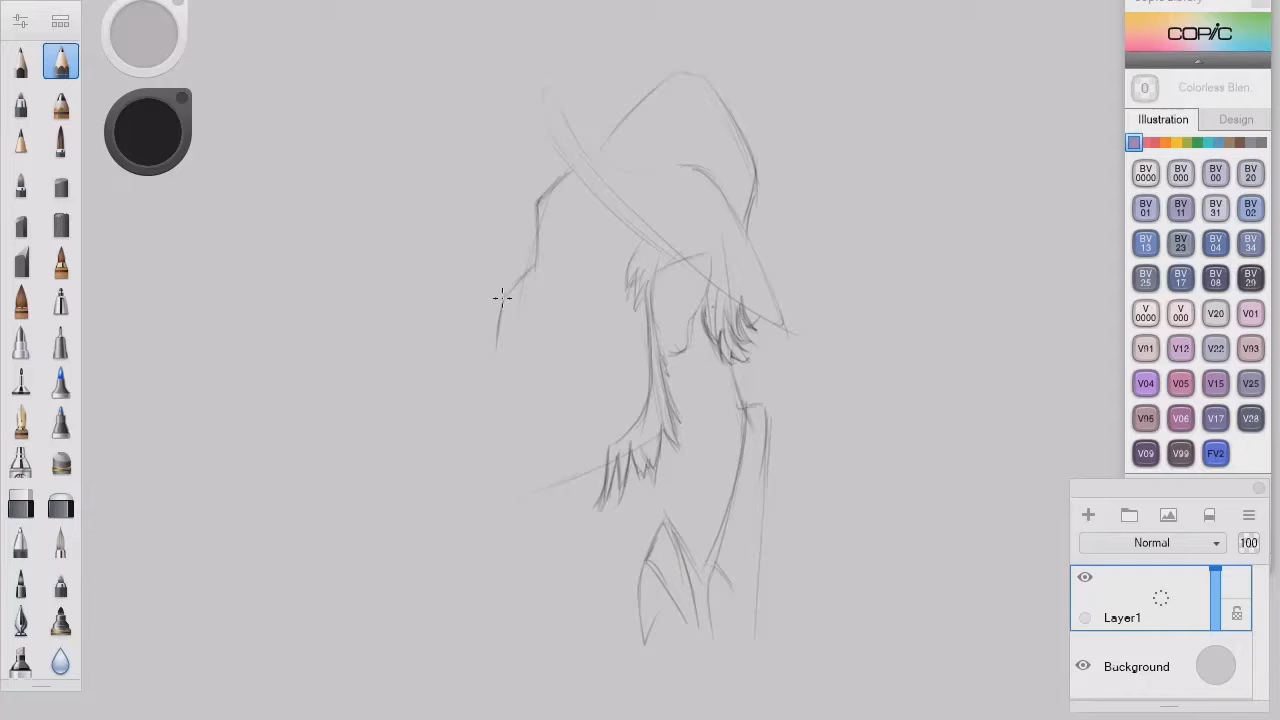 Copic Library
COPIC
0 Colorless Blen
Illustration Design
BV 0000 BV 000 BV 00 BV 20
BV 01 BV 11 BV 31 BV 02
BV 13 BV 23 BV 04 BV 34
BV 25 BV 17 BV 08 BV 29
V 0000 V 000 V20 V01
V91 V12 V22 V93
V04 V05 V15 V25
V95 V06 V17 V28
V09 V99 FV2
Normal 100
Layer1
Background